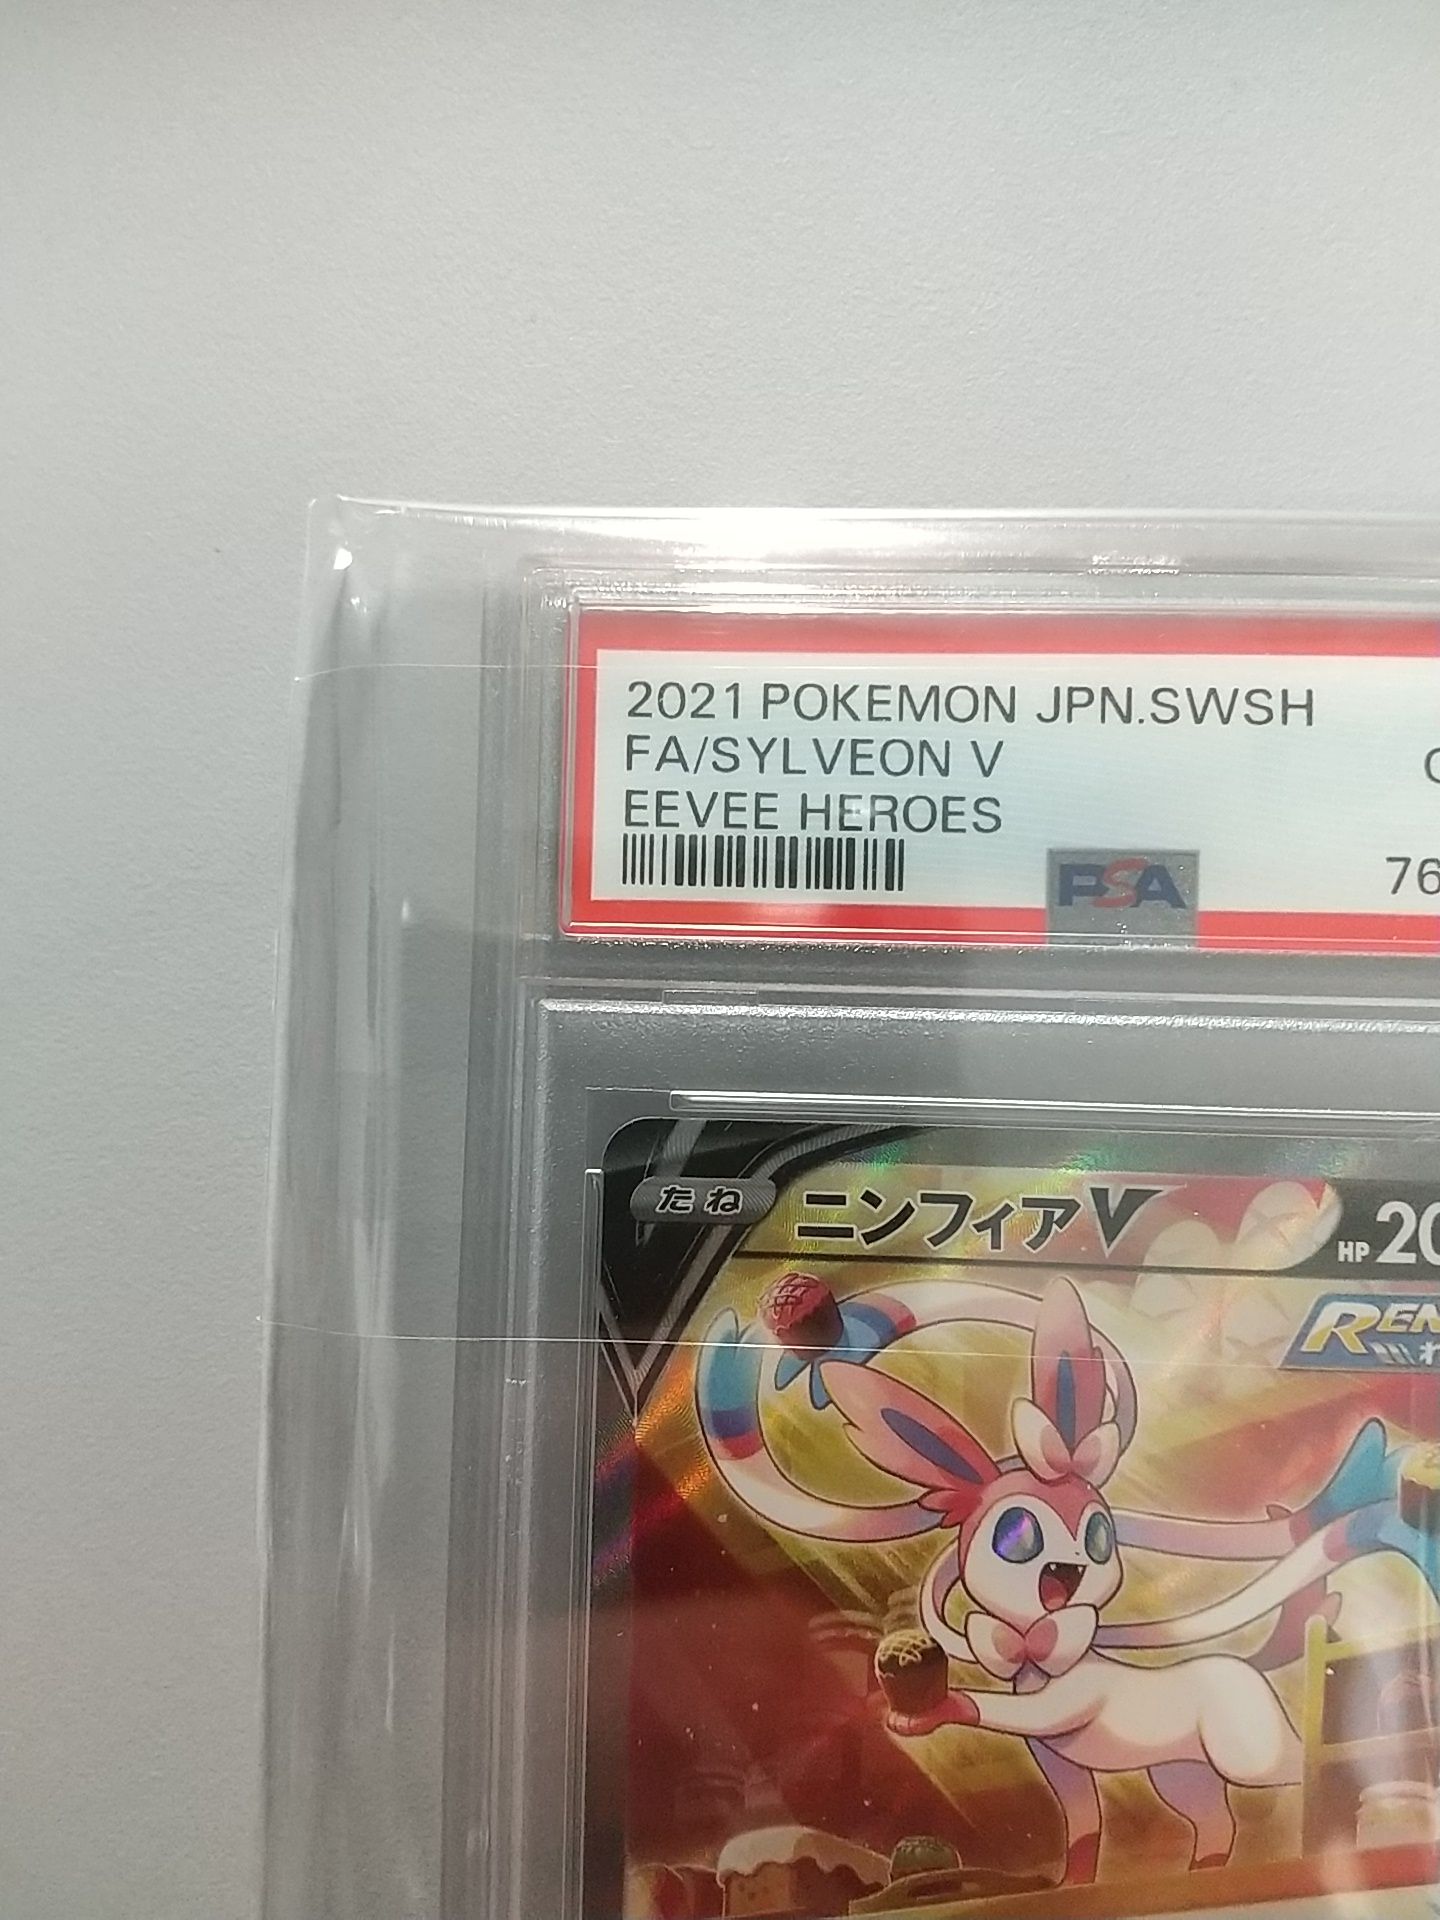 2021 POKEMON JPN.SWSH
FA/SYLVEON V
EEVEE HEROES
PSA
76
たね
ニンフィアV
HP 20